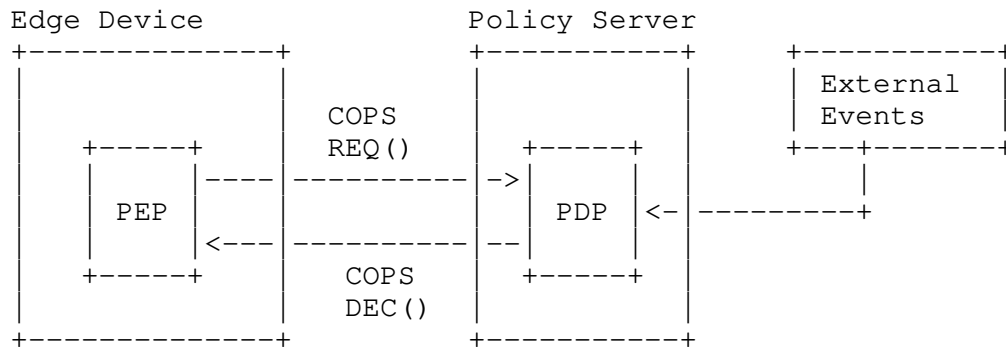 Edge Device
Policy Server
External
Events
COPS
REQ()
PEP
PDP
COPS
DEC()